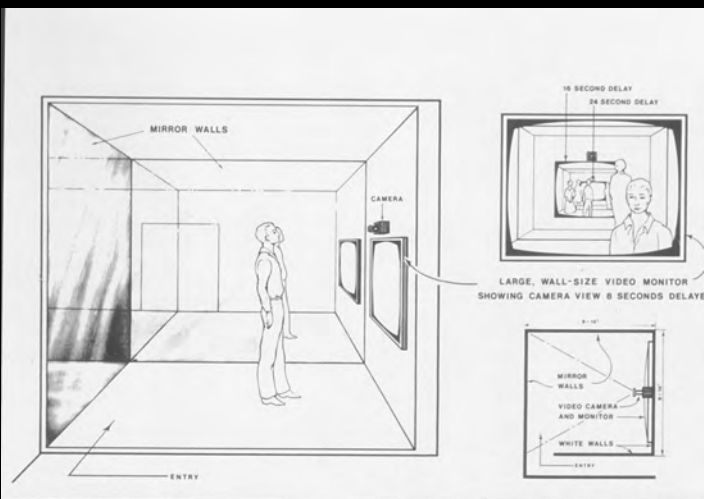 MIRROR WALLS
CAMERA
ENTRY
16 SECOND DELAY
24 SECOND DELAY
LARGE, WALL-SIZE VIDEO MONITOR
SHOWING CAMERA VIEW 8 SECONDS DELAYE
MIRROR
WALLS
VIDEO CAMERA
AND MONITOR
WHITE WALLS
ENTRY